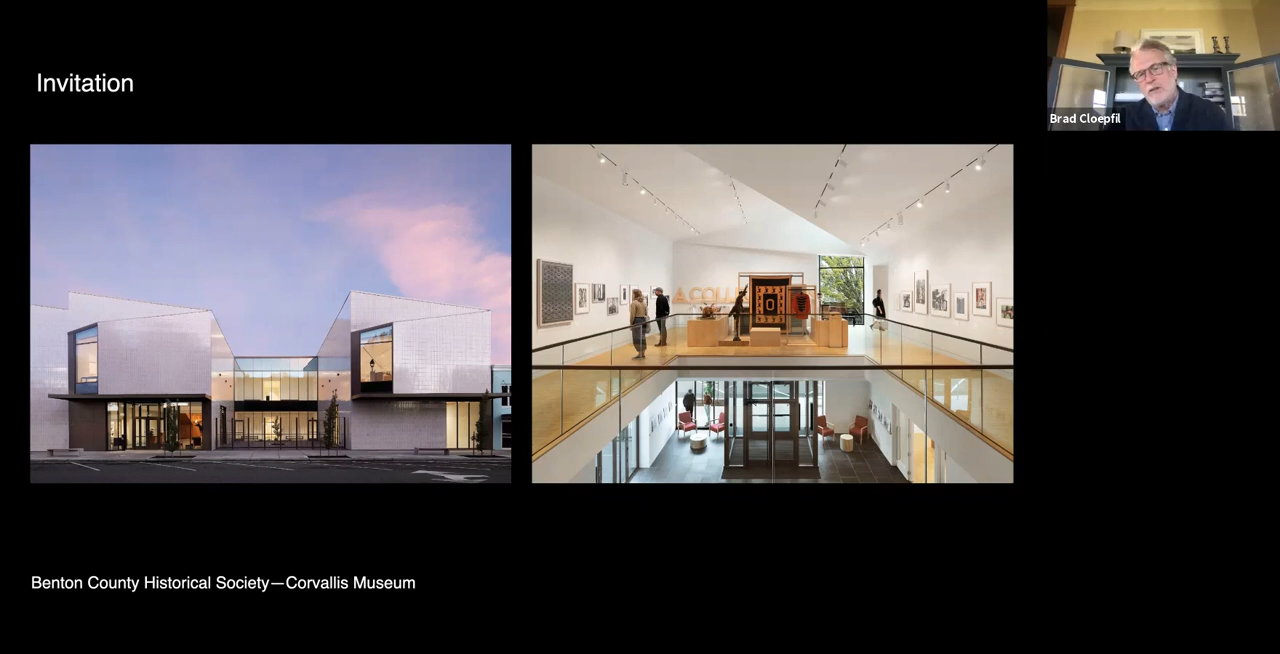 Invitation
Brad Cloepfil
Benton County Historical Society—Corvallis Museum